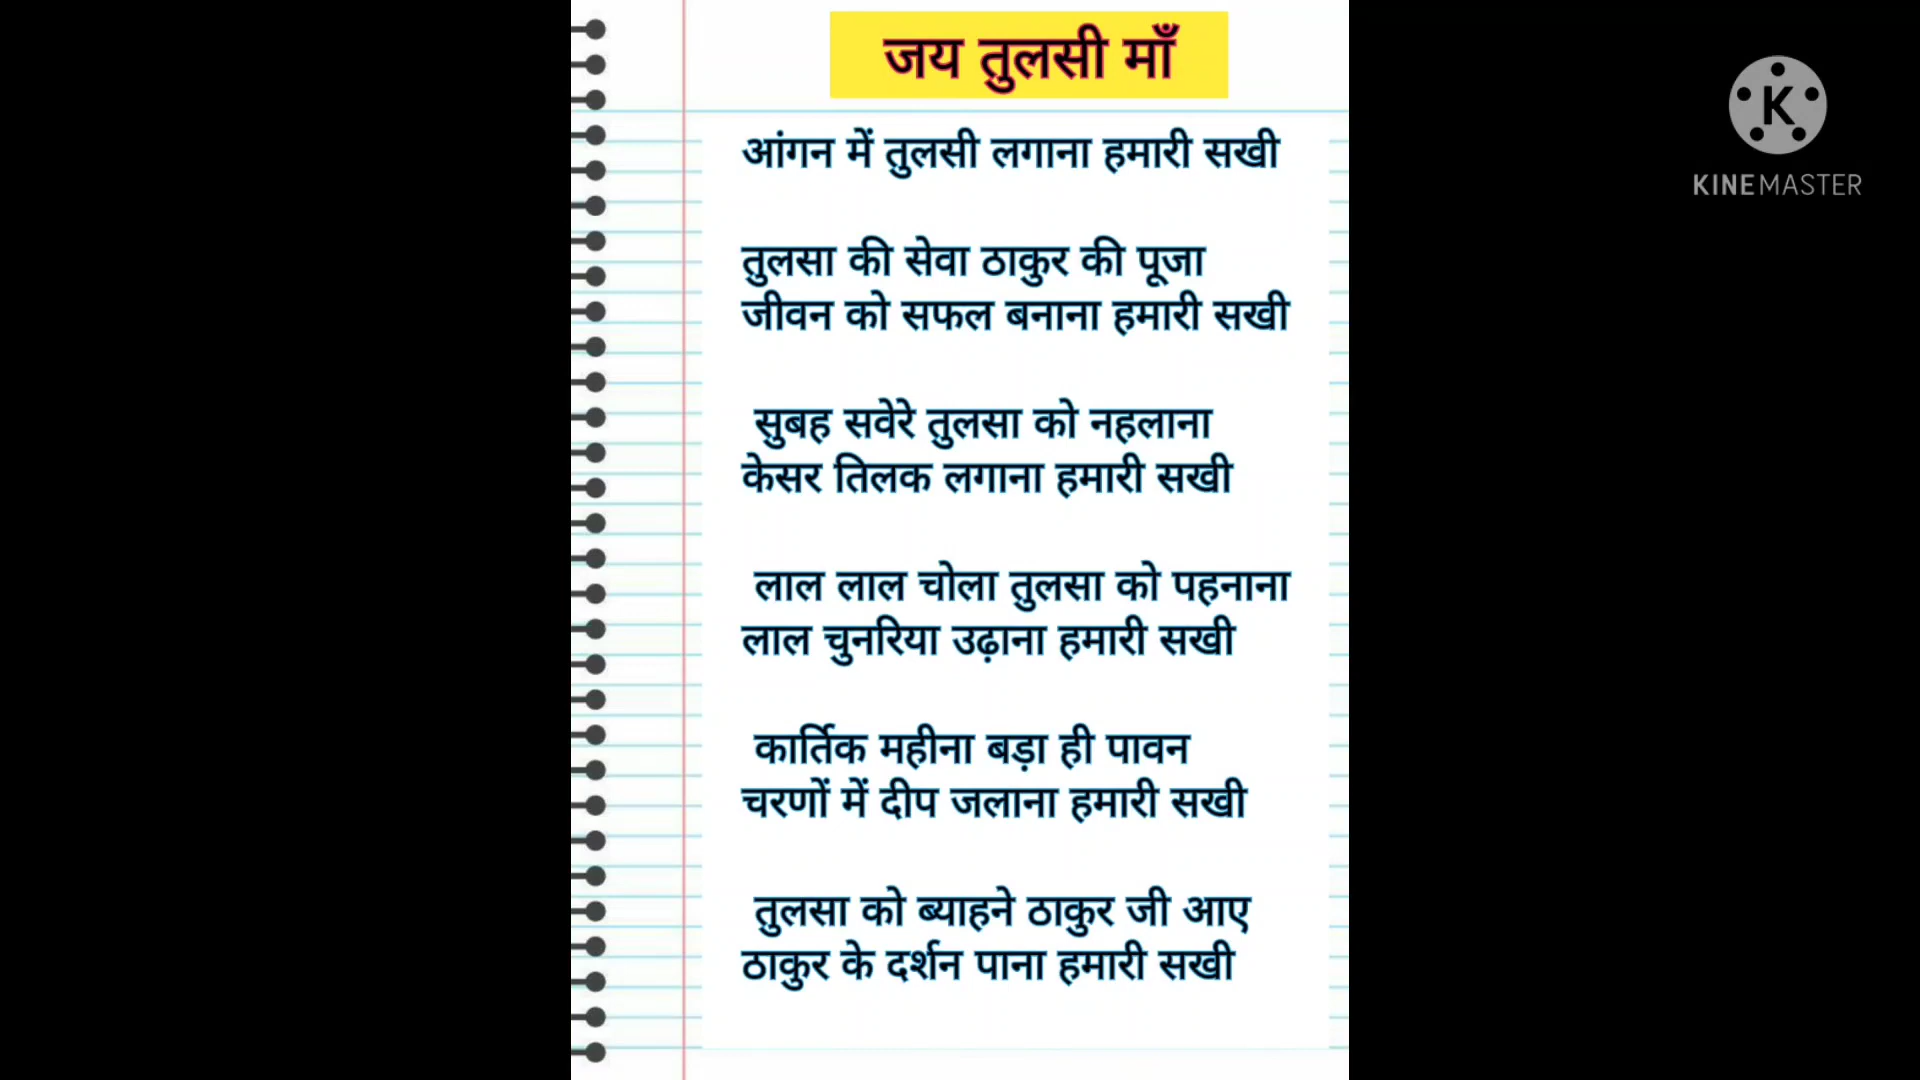 जय तुलसी माँ
आंगन में तुलसी लगाना हमारी सखी
तुलसा की सेवा ठाकुर की पूजा
जीवन को सफल बनाना हमारी सखी
सुबह सवेरे तुलसा को नहलाना
केसर तिलक लगाना हमारी सखी
लाल लाल चोला तुलसा को पहनाना
लाल चुनरिया उढ़ाना हमारी सखी
कार्तिक महीना बड़ा ही पावन
चरणों में दीप जलाना हमारी सखी
तुलसा को ब्याहने ठाकुर जी आए
ठाकुर के दर्शन पाना हमारी सखी
K
KINEMASTER